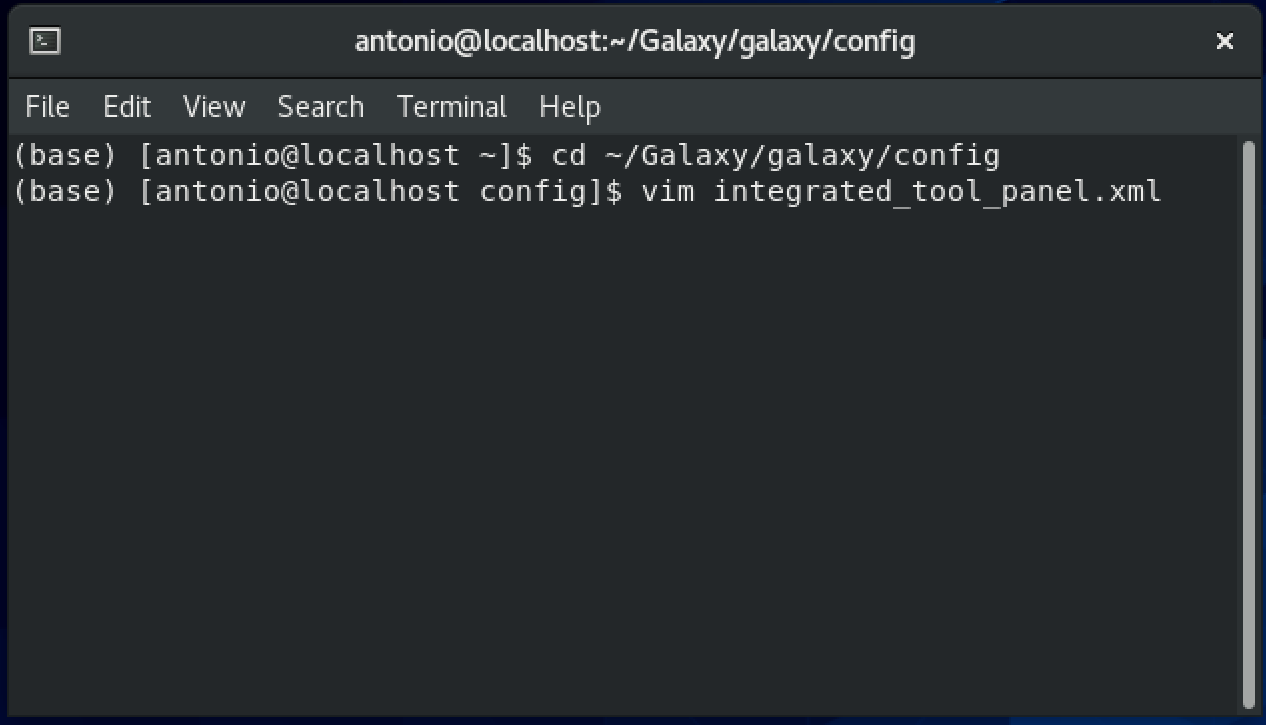 antonio@localhost:~/Galaxy/galaxy/config
File Edit View Search Terminal Help
(base) [antonio@localhost ~]$ cd ~/Galaxy/galaxy/config
(base) [antonio@localhost config]$ vim integrated_tool_panel.xml